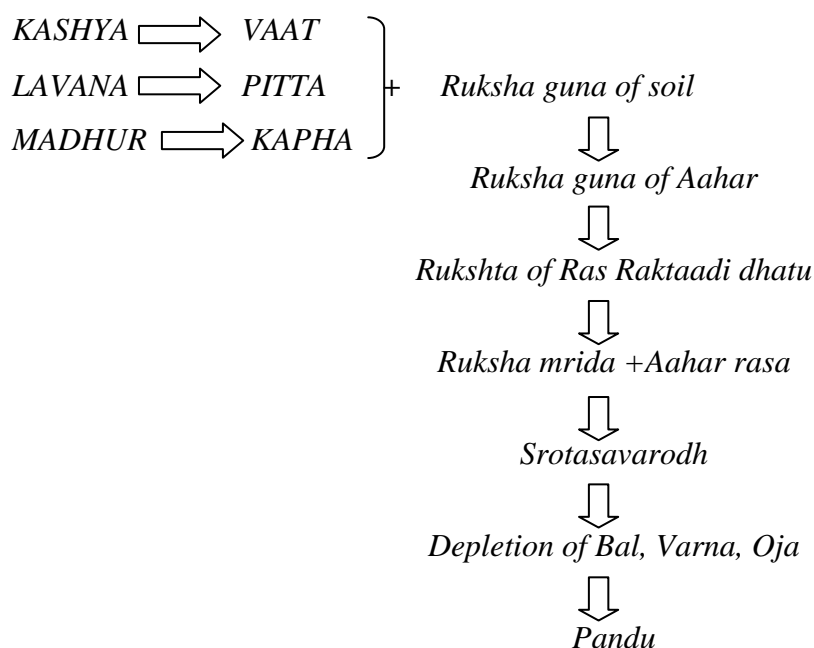 KASHYA VAAT
LAVANA PITTA + Ruksha guna of soil
MADHUR KAPHA
Ruksha guna of Aahar
Rukshta of Ras Raktaadi dhatu
Ruksha mrida +Aahar rasa
Srotasavarodh
Depletion of Bal, Varna, Oja
Pandu